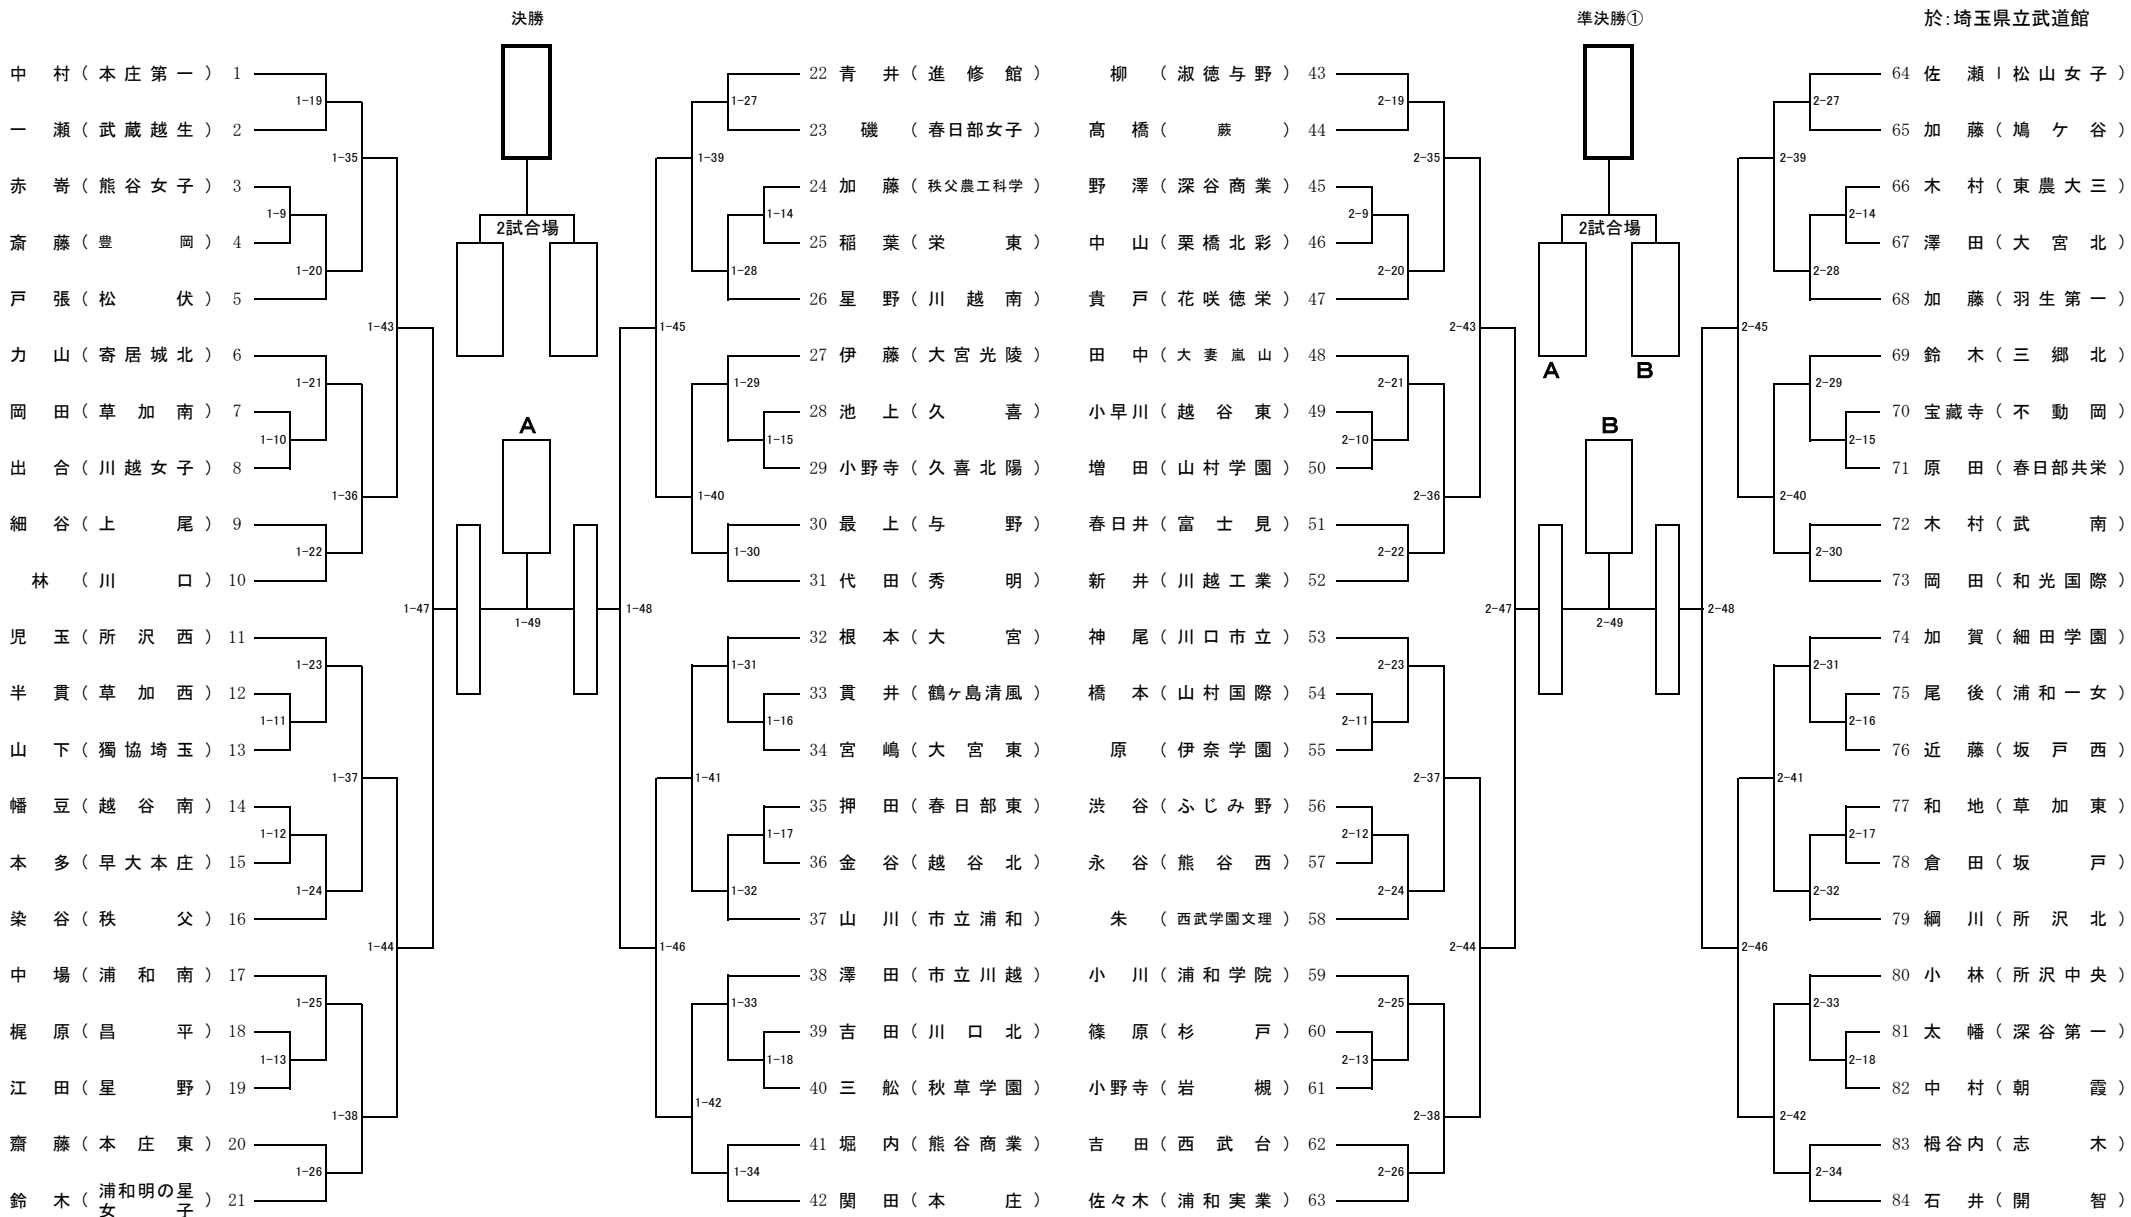 決勝
準決勝①
於:埼玉県立武道館
中村(本庄第一) 1
一瀬(武蔵越生) 2
赤嵜(熊谷女子) 3
斎藤(豊岡) 4
戸張(松伏) 5
力山(寄居城北) 6
岡田(草加南) 7
出合(川越女子) 8
細谷(上尾) 9
林(川口) 10
児玉(所沢西) 11
半貫(草加西) 12
山下(獨協埼玉) 13
幡豆(越谷南) 14
本多(早大本庄) 15
染谷(秩父) 16
中場(浦和南) 17
梶原(昌平) 18
江田(星野) 19
齋藤(本庄東) 20
鈴木(浦和明の星女子) 21
1-19
1-9
1-20
1-21
1-10
1-22
1-23
1-11
1-12
1-24
1-25
1-13
1-26
1-35
1-36
1-37
1-38
1-43
1-44
1-47
2試合場
A
1-49
1-48
1-45
1-46
1-39
1-40
1-41
1-42
1-27
1-14
1-28
1-29
1-15
1-30
1-31
1-16
1-17
1-32
1-33
1-18
1-34
22 青井(進修館)
23 磯(春日部女子)
24 加藤(秩父農工科学)
25 稲葉(栄東)
26 星野(川越南)
27 伊藤(大宮光陵)
28 池上(久喜)
29 小野寺(久喜北陽)
30 最上(与野)
31 代田(秀明)
32 根本(大宮)
33 貫井(鶴ヶ島清風)
34 宮嶋(大宮東)
35 押田(春日部東)
36 金谷(越谷北)
37 山川(市立浦和)
38 澤田(市立川越)
39 吉田(川口北)
40 三舩(秋草学園)
41 堀内(熊谷商業)
42 関田(本庄)
柳(淑徳与野) 43
髙橋(蕨) 44
野澤(深谷商業) 45
中山(栗橋北彩) 46
貴戸(花咲徳栄) 47
田中(大妻嵐山) 48
小早川(越谷東) 49
増田(山村学園) 50
春日井(富士見) 51
新井(川越工業) 52
神尾(川口市立) 53
橋本(山村国際) 54
原(伊奈学園) 55
渋谷(ふじみ野) 56
永谷(熊谷西) 57
朱(西武学園文理) 58
小川(浦和学院) 59
篠原(杉戸) 60
小野寺(岩槻) 61
吉田(西武台) 62
佐々木(浦和実業) 63
2-19
2-9
2-20
2-21
2-10
2-22
2-23
2-11
2-12
2-24
2-25
2-13
2-26
2-35
2-36
2-37
2-38
2-43
2-44
2-47
2試合場
A
B
B
2-49
2-48
2-45
2-46
2-39
2-40
2-41
2-42
2-27
2-14
2-28
2-29
2-15
2-30
2-31
2-16
2-17
2-32
2-33
2-18
2-34
64 佐瀬(松山女子)
65 加藤(鳩ケ谷)
66 木村(東農大三)
67 澤田(大宮北)
68 加藤(羽生第一)
69 鈴木(三郷北)
70 宝藏寺(不動岡)
71 原田(春日部共栄)
72 木村(武南)
73 岡田(和光国際)
74 加賀(細田学園)
75 尾後(浦和一女)
76 近藤(坂戸西)
77 和地(草加東)
78 倉田(坂戸)
79 綱川(所沢北)
80 小林(所沢中央)
81 太幡(深谷第一)
82 中村(朝霞)
83 栂谷内(志木)
84 石井(開智)